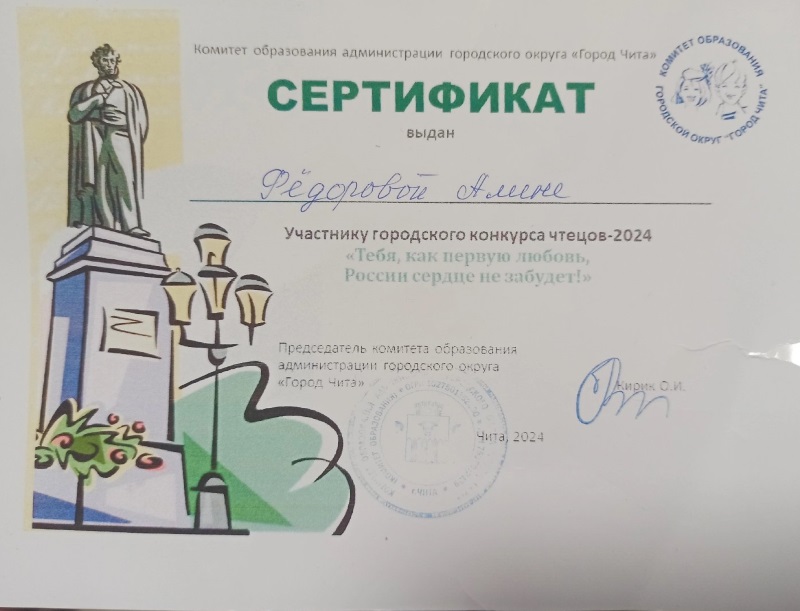 Комитет образования администрации городского округа «Город Чита»
КОМИТЕТ ОБРАЗОВАНИЯ
ГОРОДСКОЙ ОКРУГ "ГОРОД ЧИТА"
СЕРТИФИКАТ
выдан
Фёдоровой Алине
Участнику городского конкурса чтецов-2024
«Тебя, как первую любовь,
России сердце не забудет!»
Председатель комитета образования
администрации городского округа
«Город Чита»
Кирик О.И.
Чита, 2024